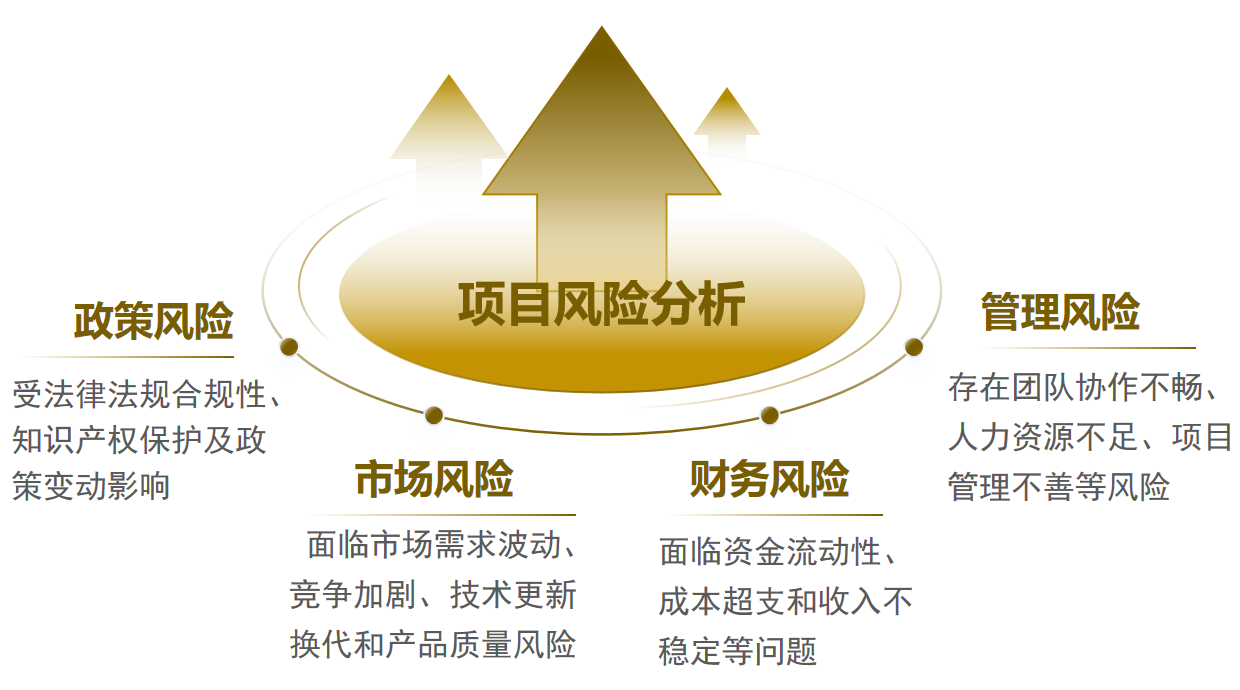 项目风险分析
政策风险
受法律法规合规性、
知识产权保护及政
策变动影响
市场风险
面临市场需求波动、
竞争加剧、技术更新
换代和产品质量风险
财务风险
面临资金流动性、
成本超支和收入不
稳定等问题
管理风险
存在团队协作不畅、
人力资源不足、项目
管理不善等风险